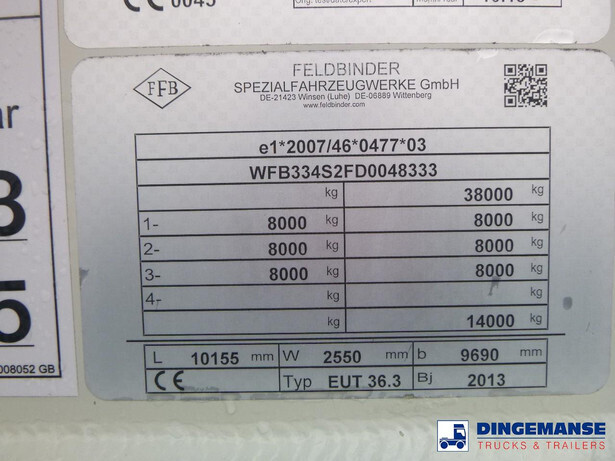 0045
FFB
FELDBINDER
SPEZIALFAHRZEUGWERKE GmbH
DE-21423 Winsen (Luhe) DE-06889 Wittenberg
www.feldbinder.com
e1*2007/46*0477*03
WFB334S2FD0048333
kg 38000 kg
1- 8000 kg 8000 kg
2- 8000 kg 8000 kg
3- 8000 kg 8000 kg
4- kg kg
kg 14000 kg
L 10155 mm W 2550 mm b 9690 mm
CE Typ EUT 36.3 Bj 2013
008052 GB
DINGEMANSE
TRUCKS & TRAILERS